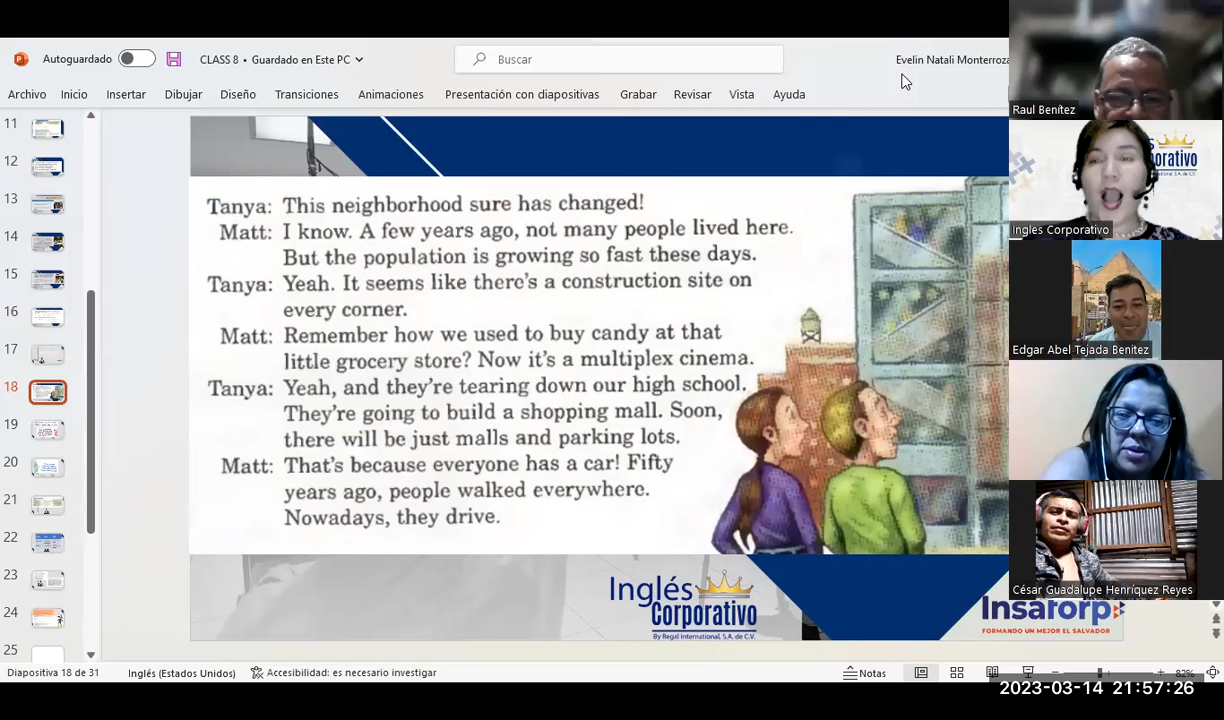 Autoguardado
CLASS 8 • Guardado en Este PC
Buscar
Evelin Natali Monterroza
Archivo Inicio Insertar Dibujar Diseño Transiciones Animaciones Presentación con diapositivas Grabar Revisar Vista Ayuda
11
12
13
14
15
16
17
18
19
20
21
22
23
24
25
Tanya: This neighborhood sure has changed!
Matt: I know. A few years ago, not many people lived here.
But the population is growing so fast these days.
Tanya: Yeah. It seems like there's a construction site on
every corner.
Matt: Remember how we used to buy candy at that
little grocery store? Now it's a multiplex cinema.
Tanya: Yeah, and they're tearing down our high school.
They're going to build a shopping mall. Soon,
there will be just malls and parking lots.
Matt: That's because everyone has a car! Fifty
years ago, people walked everywhere.
Nowadays, they drive.
Inglés
Corporativo
By Regal International, S.A. de C.V.
Insaforp
FORMANDO UN MEJOR EL SALVADOR
Raul Benítez
Ingles Corporativo
Edgar Abel Tejada Benitez
César Guadalupe Henríquez Reyes
Diapositiva 18 de 31 Inglés (Estados Unidos) Accesibilidad: es necesario investigar Notas 82%
2023-03-14 21:57:26